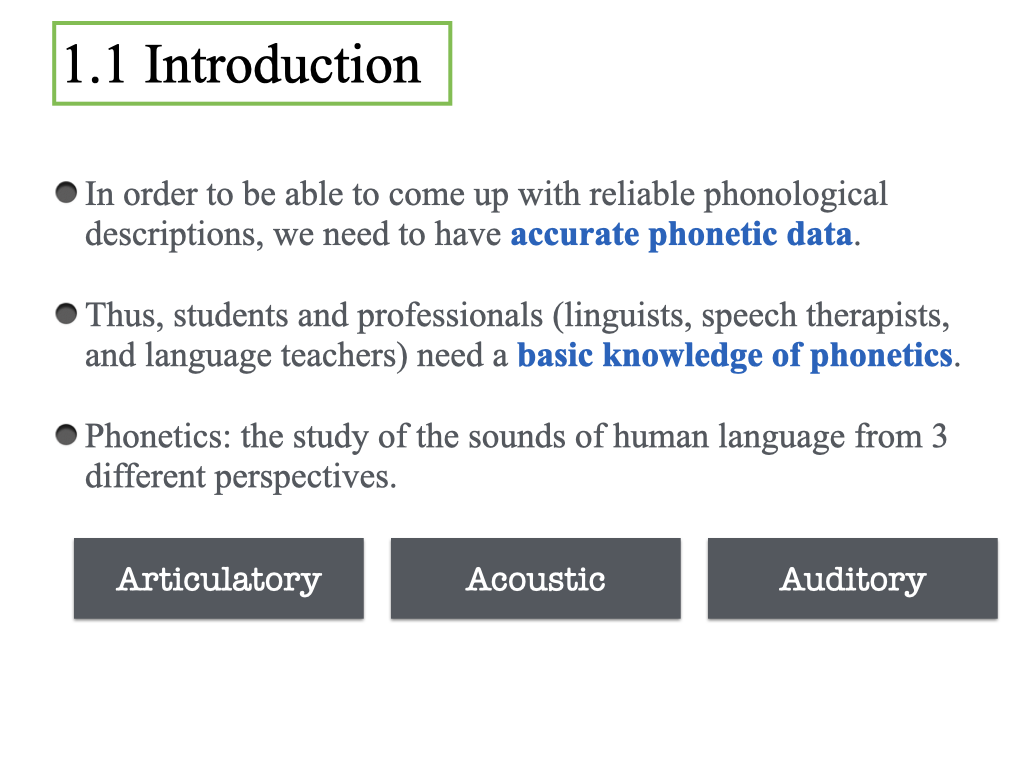 1.1 Introduction
In order to be able to come up with reliable phonological
descriptions, we need to have accurate phonetic data.
Thus, students and professionals (linguists, speech therapists,
and language teachers) need a basic knowledge of phonetics.
Phonetics: the study of the sounds of human language from 3
different perspectives.
Articulatory
Acoustic
Auditory